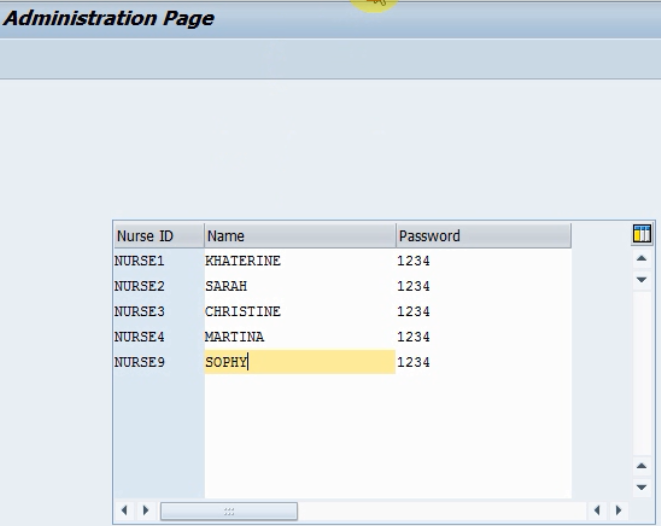 Administration Page
Nurse ID Name Password
NURSE1 KHATERINE 1234
NURSE2 SARAH 1234
NURSE3 CHRISTINE 1234
NURSE4 MARTINA 1234
NURSE9 SOPHY 1234